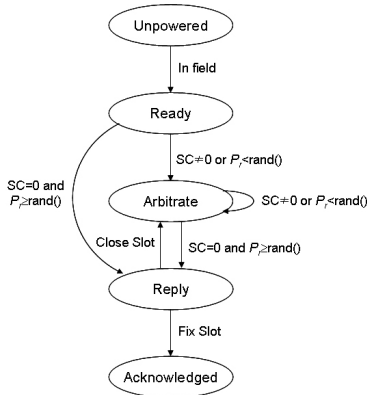 Unpowered
In field
Ready
SC≠0 or Pr<rand()
SC=0 and
Pr≥rand()
Arbitrate
SC≠0 or Pr<rand()
Close Slot
SC=0 and Pr≥rand()
Reply
Fix Slot
Acknowledged